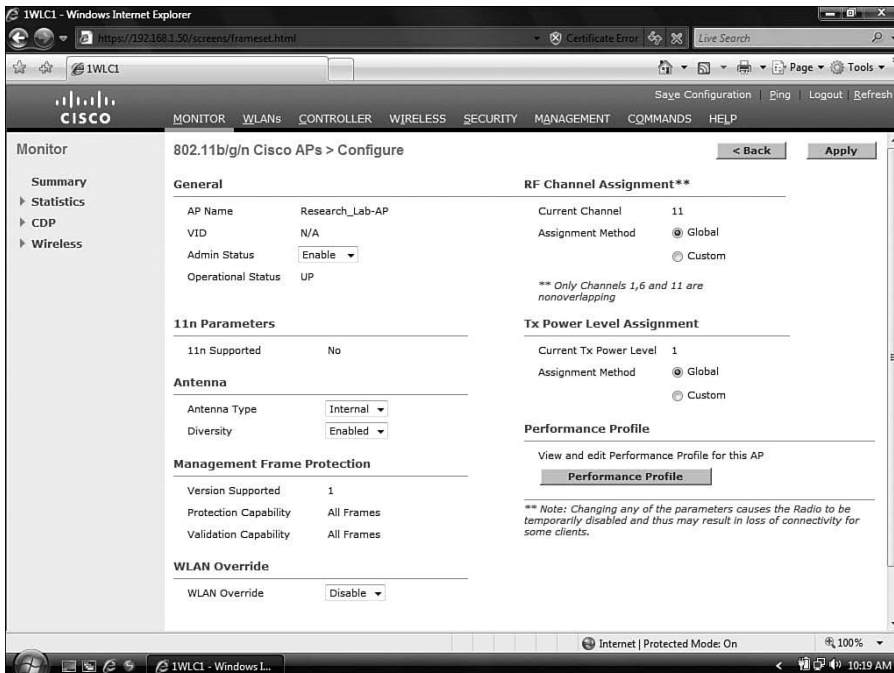 1WLC1 - Windows Internet Explorer
https://192.168.1.50/screens/frameset.html
Certificate Error
Live Search
1WLC1
Page
Tools
Save Configuration | Ping | Logout | Refresh
CISCO
MONITOR WLANs CONTROLLER WIRELESS SECURITY MANAGEMENT COMMANDS HELP
Monitor
Summary
Statistics
CDP
Wireless
802.11b/g/n Cisco APs > Configure
< Back
Apply
General
AP Name Research_Lab-AP
VID N/A
Admin Status Enable
Operational Status UP
11n Parameters
11n Supported No
Antenna
Antenna Type Internal
Diversity Enabled
Management Frame Protection
Version Supported 1
Protection Capability All Frames
Validation Capability All Frames
WLAN Override
WLAN Override Disable
RF Channel Assignment**
Current Channel 11
Assignment Method Global
Custom
** Only Channels 1,6 and 11 are
nonoverlapping
Tx Power Level Assignment
Current Tx Power Level 1
Assignment Method Global
Custom
Performance Profile
View and edit Performance Profile for this AP
Performance Profile
** Note: Changing any of the parameters causes the Radio to be
temporarily disabled and thus may result in loss of connectivity for
some clients.
Internet | Protected Mode: On
100%
1WLC1 - Windows I...
10:19 AM